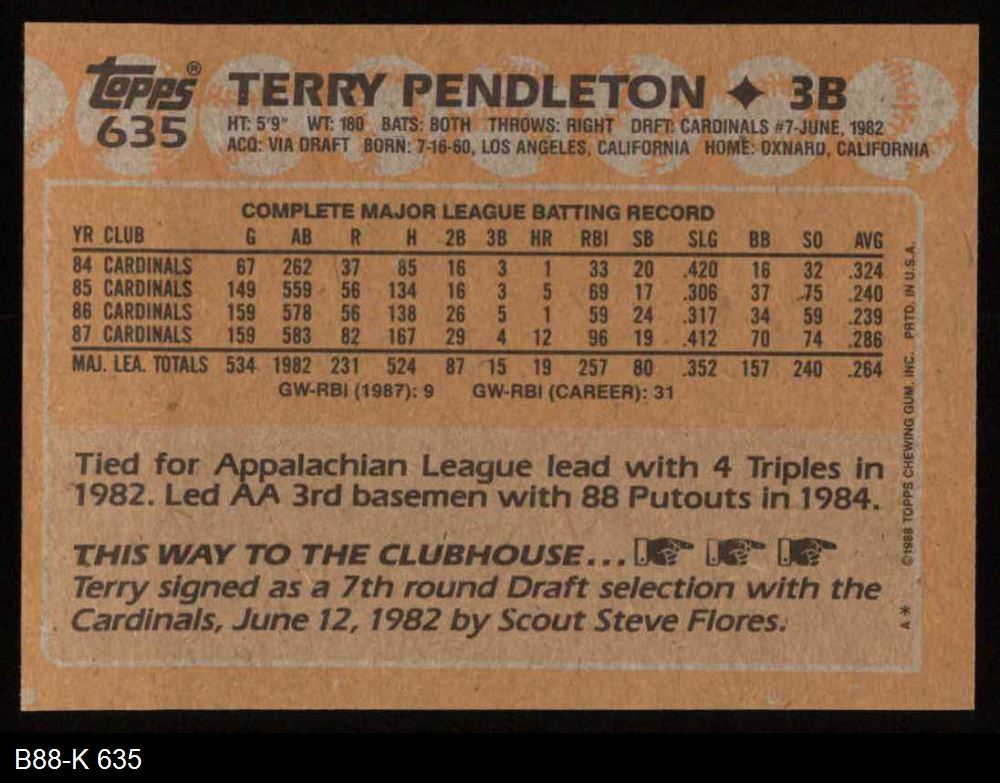 Topps® TERRY PENDLETON ◆ 3B
635
HT: 5'9" WT: 180 BATS: BOTH THROWS: RIGHT DRFT: CARDINALS #7-JUNE, 1982
ACQ: VIA DRAFT BORN: 7-16-60, LOS ANGELES, CALIFORNIA HOME: OXNARD, CALIFORNIA
COMPLETE MAJOR LEAGUE BATTING RECORD
YR CLUB G AB R H 2B 3B HR RBI SB SLG BB SO AVG
84 CARDINALS 67 262 37 85 16 3 1 33 20 .420 16 32 .324
85 CARDINALS 149 559 56 134 16 3 5 69 17 .306 37 75 .240
86 CARDINALS 159 578 56 138 26 5 1 59 24 .317 34 59 .239
87 CARDINALS 159 583 82 167 29 4 12 96 19 .412 70 74 .286
MAJ. LEA. TOTALS 534 1982 231 524 87 15 19 257 80 .352 157 240 .264
GW-RBI (1987): 9 GW-RBI (CAREER): 31
Tied for Appalachian League lead with 4 Triples in
1982. Led AA 3rd basemen with 88 Putouts in 1984.
THIS WAY TO THE CLUBHOUSE...
Terry signed as a 7th round Draft selection with the
Cardinals, June 12, 1982 by Scout Steve Flores.
A** ©1988 TOPPS CHEWING GUM, INC. PRTD. IN U.S.A.
B88-K 635